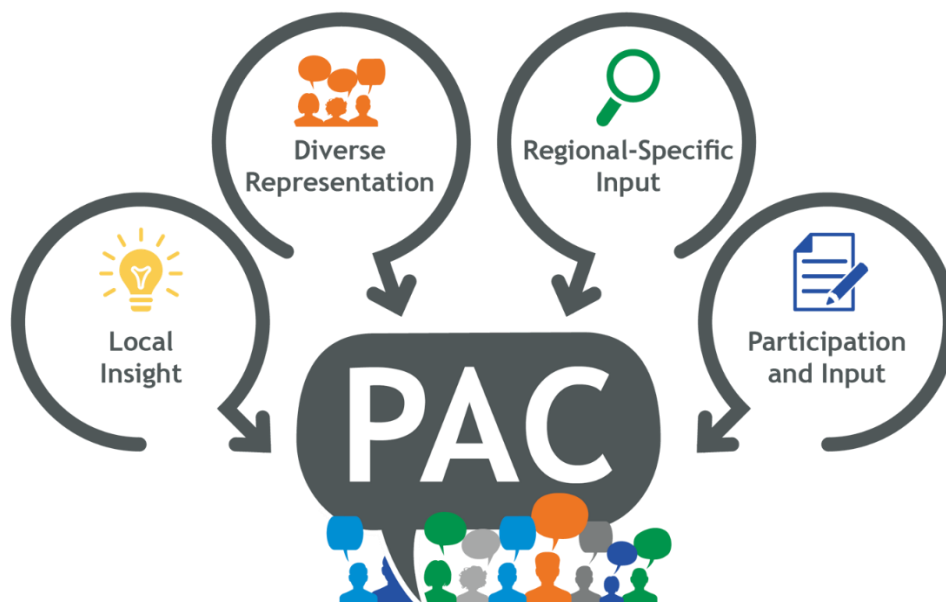 Diverse
Representation
Regional-Specific
Input
Local
Insight
Participation
and Input
PAC